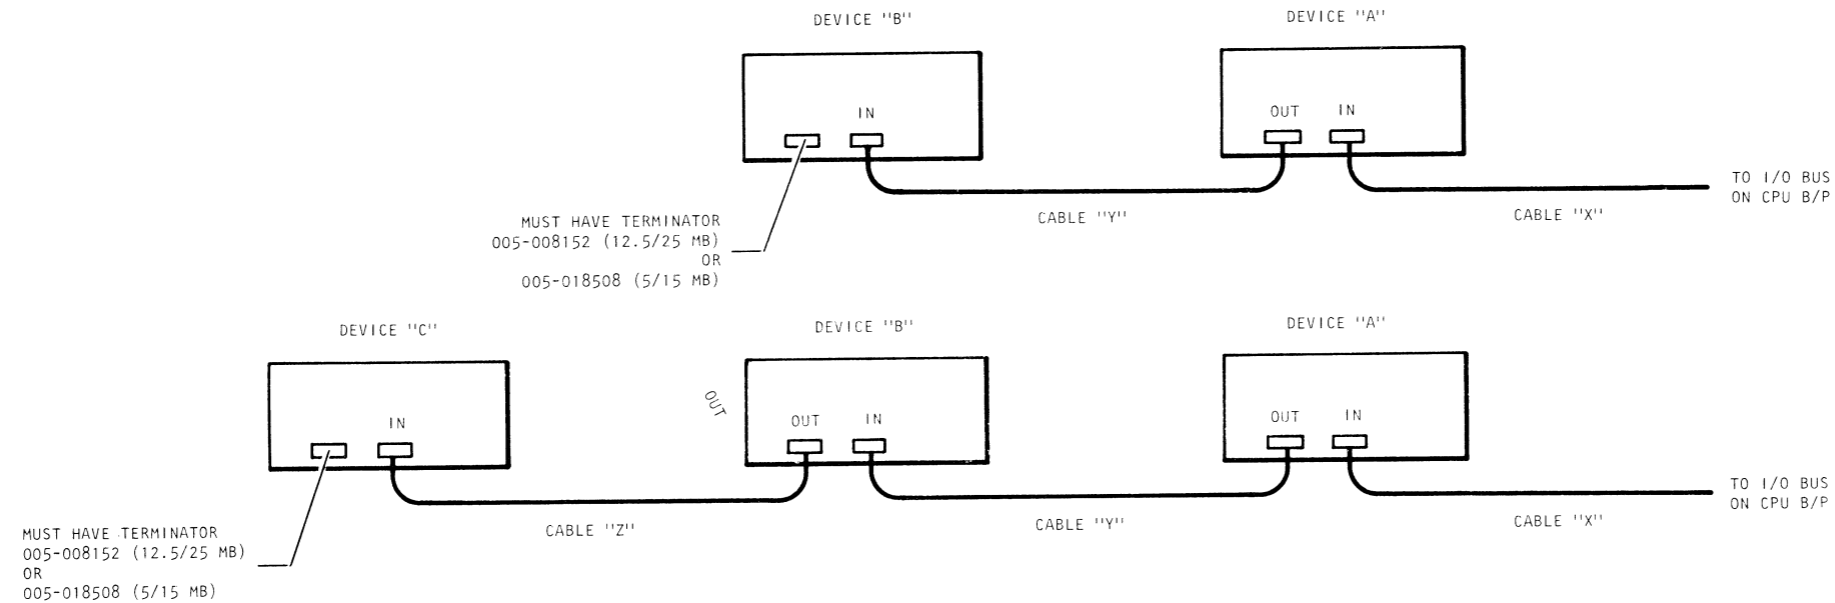 DEVICE "B"
DEVICE "A"
IN
OUT IN
TO I/O BUS
ON CPU B/P
CABLE "Y"
CABLE "X"
MUST HAVE TERMINATOR
005-008152 (12.5/25 MB)
OR
005-018508 (5/15 MB)
DEVICE "C"
DEVICE "B"
DEVICE "A"
OUT
IN
OUT IN
OUT IN
TO I/O BUS
ON CPU B/P
CABLE "Z"
CABLE "Y"
CABLE "X"
MUST HAVE TERMINATOR
005-008152 (12.5/25 MB)
OR
005-018508 (5/15 MB)